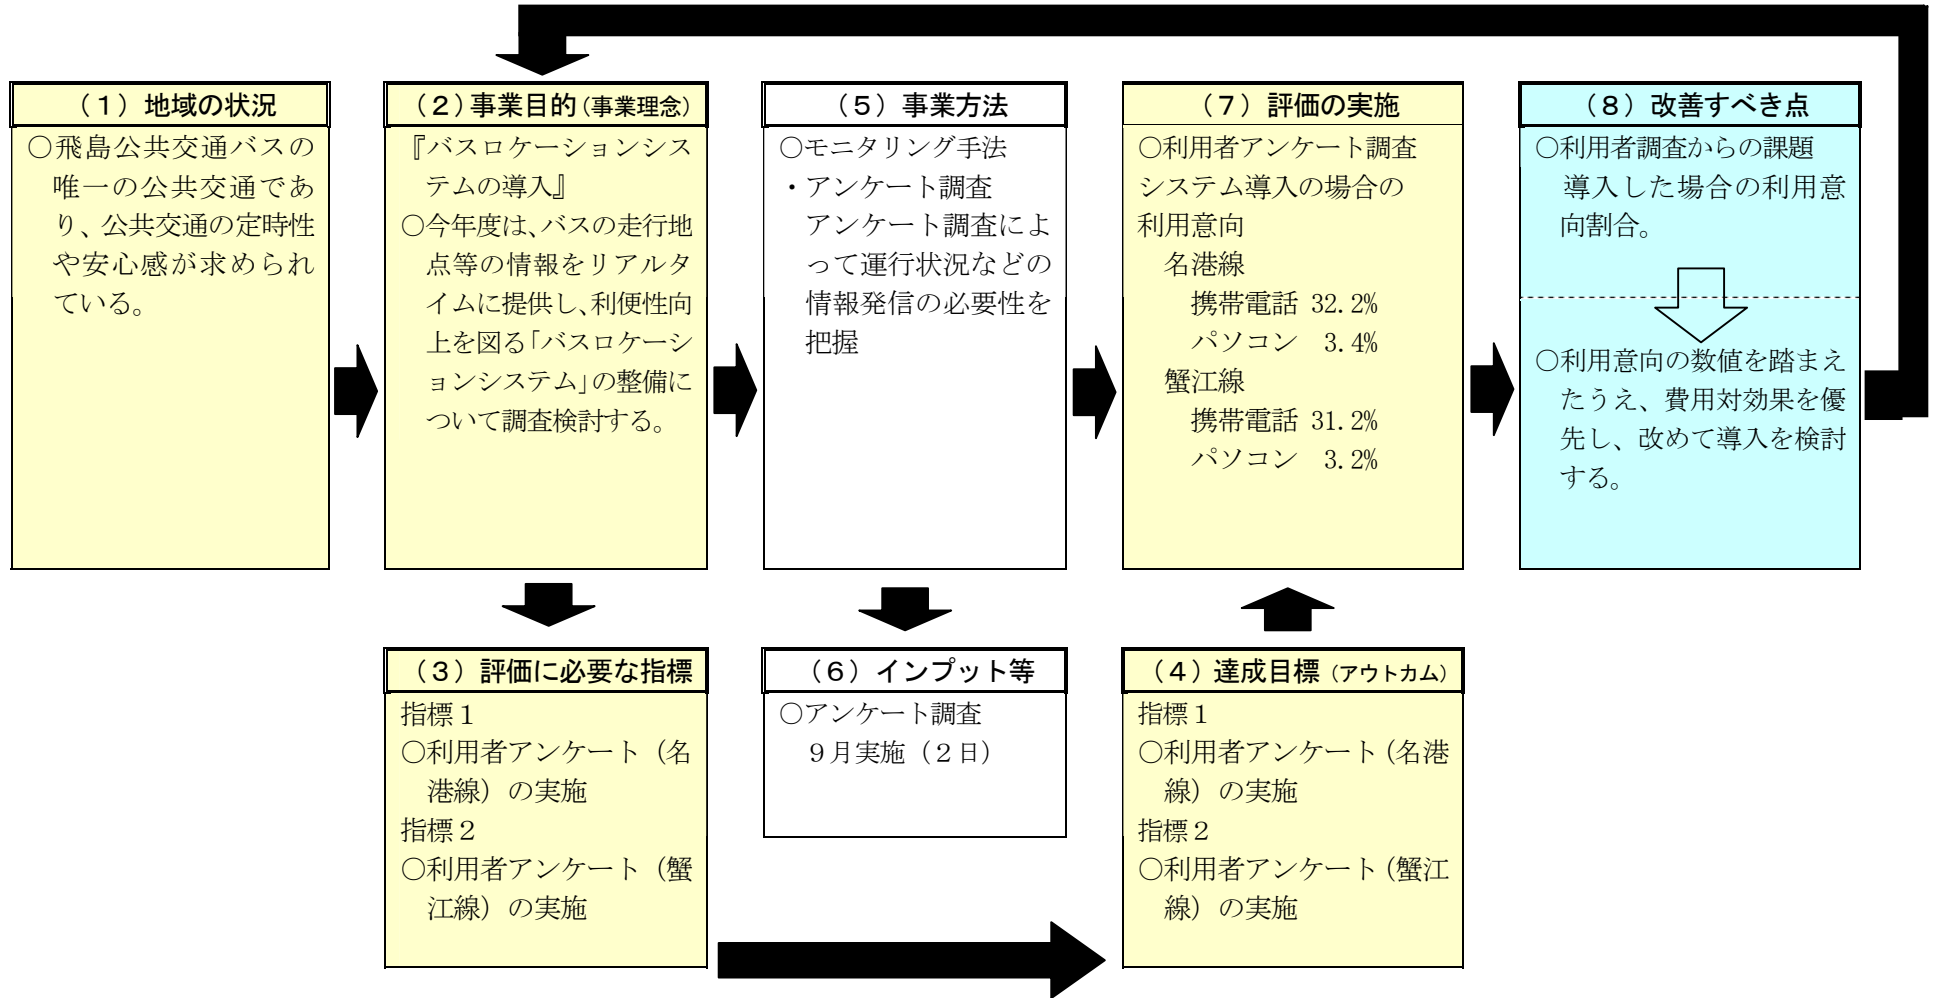 (1)地域の状況
○飛島公共交通バスの
唯一の公共交通であ
り、公共交通の定時性
や安心感が求められ
ている。
(2)事業目的(事業理念)
『バスロケーションシス
テムの導入』
○今年度は、バスの走行地
点等の情報をリアルタ
イムに提供し、利便性向
上を図る「バスロケーシ
ョンシステム」の整備に
ついて調査検討する。
(5)事業方法
○モニタリング手法
・アンケート調査
アンケート調査によ
って運行状況などの
情報発信の必要性を
把握
(7)評価の実施
○利用者アンケート調査
システム導入の場合の
利用意向
名港線
携帯電話 32.2%
パソコン 3.4%
蟹江線
携帯電話 31.2%
パソコン 3.2%
(8)改善すべき点
○利用者調査からの課題
導入した場合の利用意
向割合。
○利用意向の数値を踏まえ
たうえ、費用対効果を優
先し、改めて導入を検討
する。
(3)評価に必要な指標
指標1
○利用者アンケート(名
港線)の実施
指標2
○利用者アンケート(蟹
江線)の実施
(6)インプット等
○アンケート調査
9月実施(2日)
(4)達成目標(アウトカム)
指標1
○利用者アンケート(名港
線)の実施
指標2
○利用者アンケート(蟹江
線)の実施